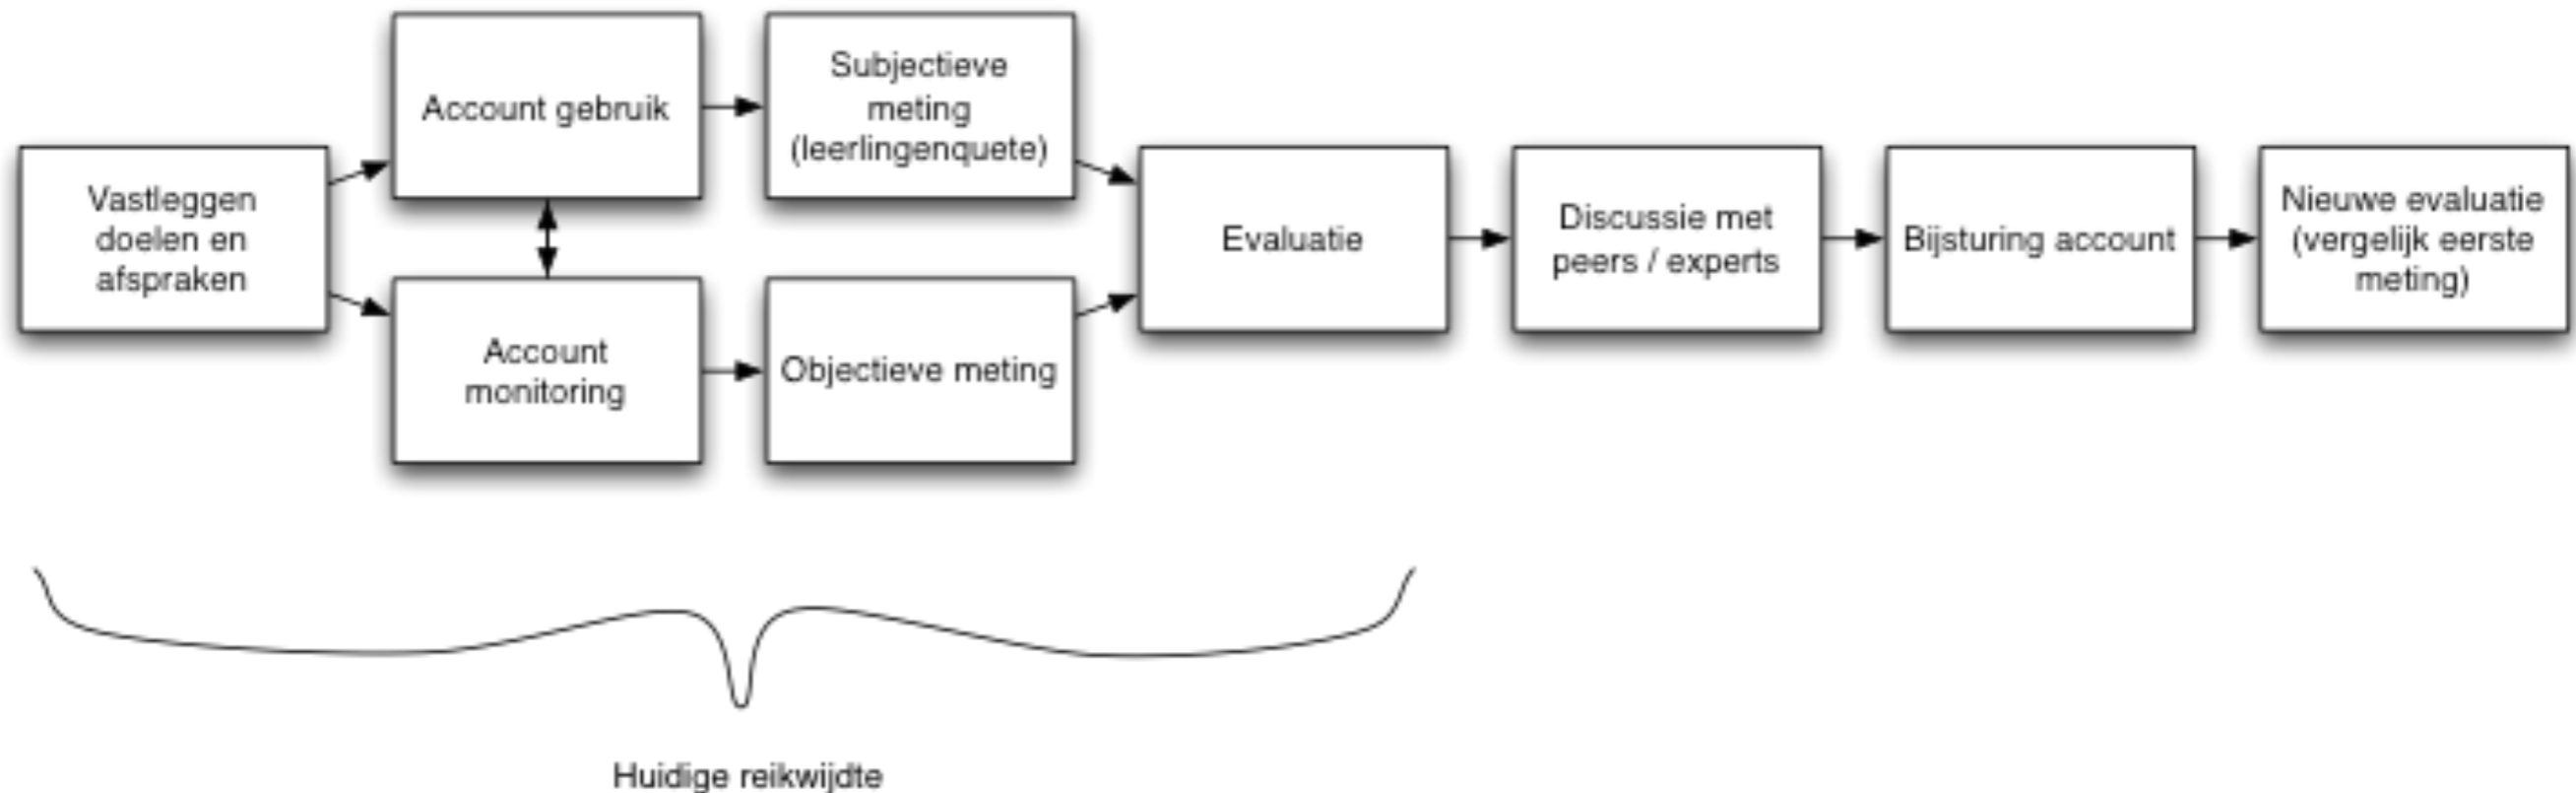 Vastleggen
doelen en
afspraken
Account gebruik
Subjectieve
meting
(leerlingenquete)
Account
monitoring
Objectieve meting
Evaluatie
Discussie met
peers / experts
Bijsturing account
Nieuwe evaluatie
(vergelijk eerste
meting)
Huidige reikwijdte